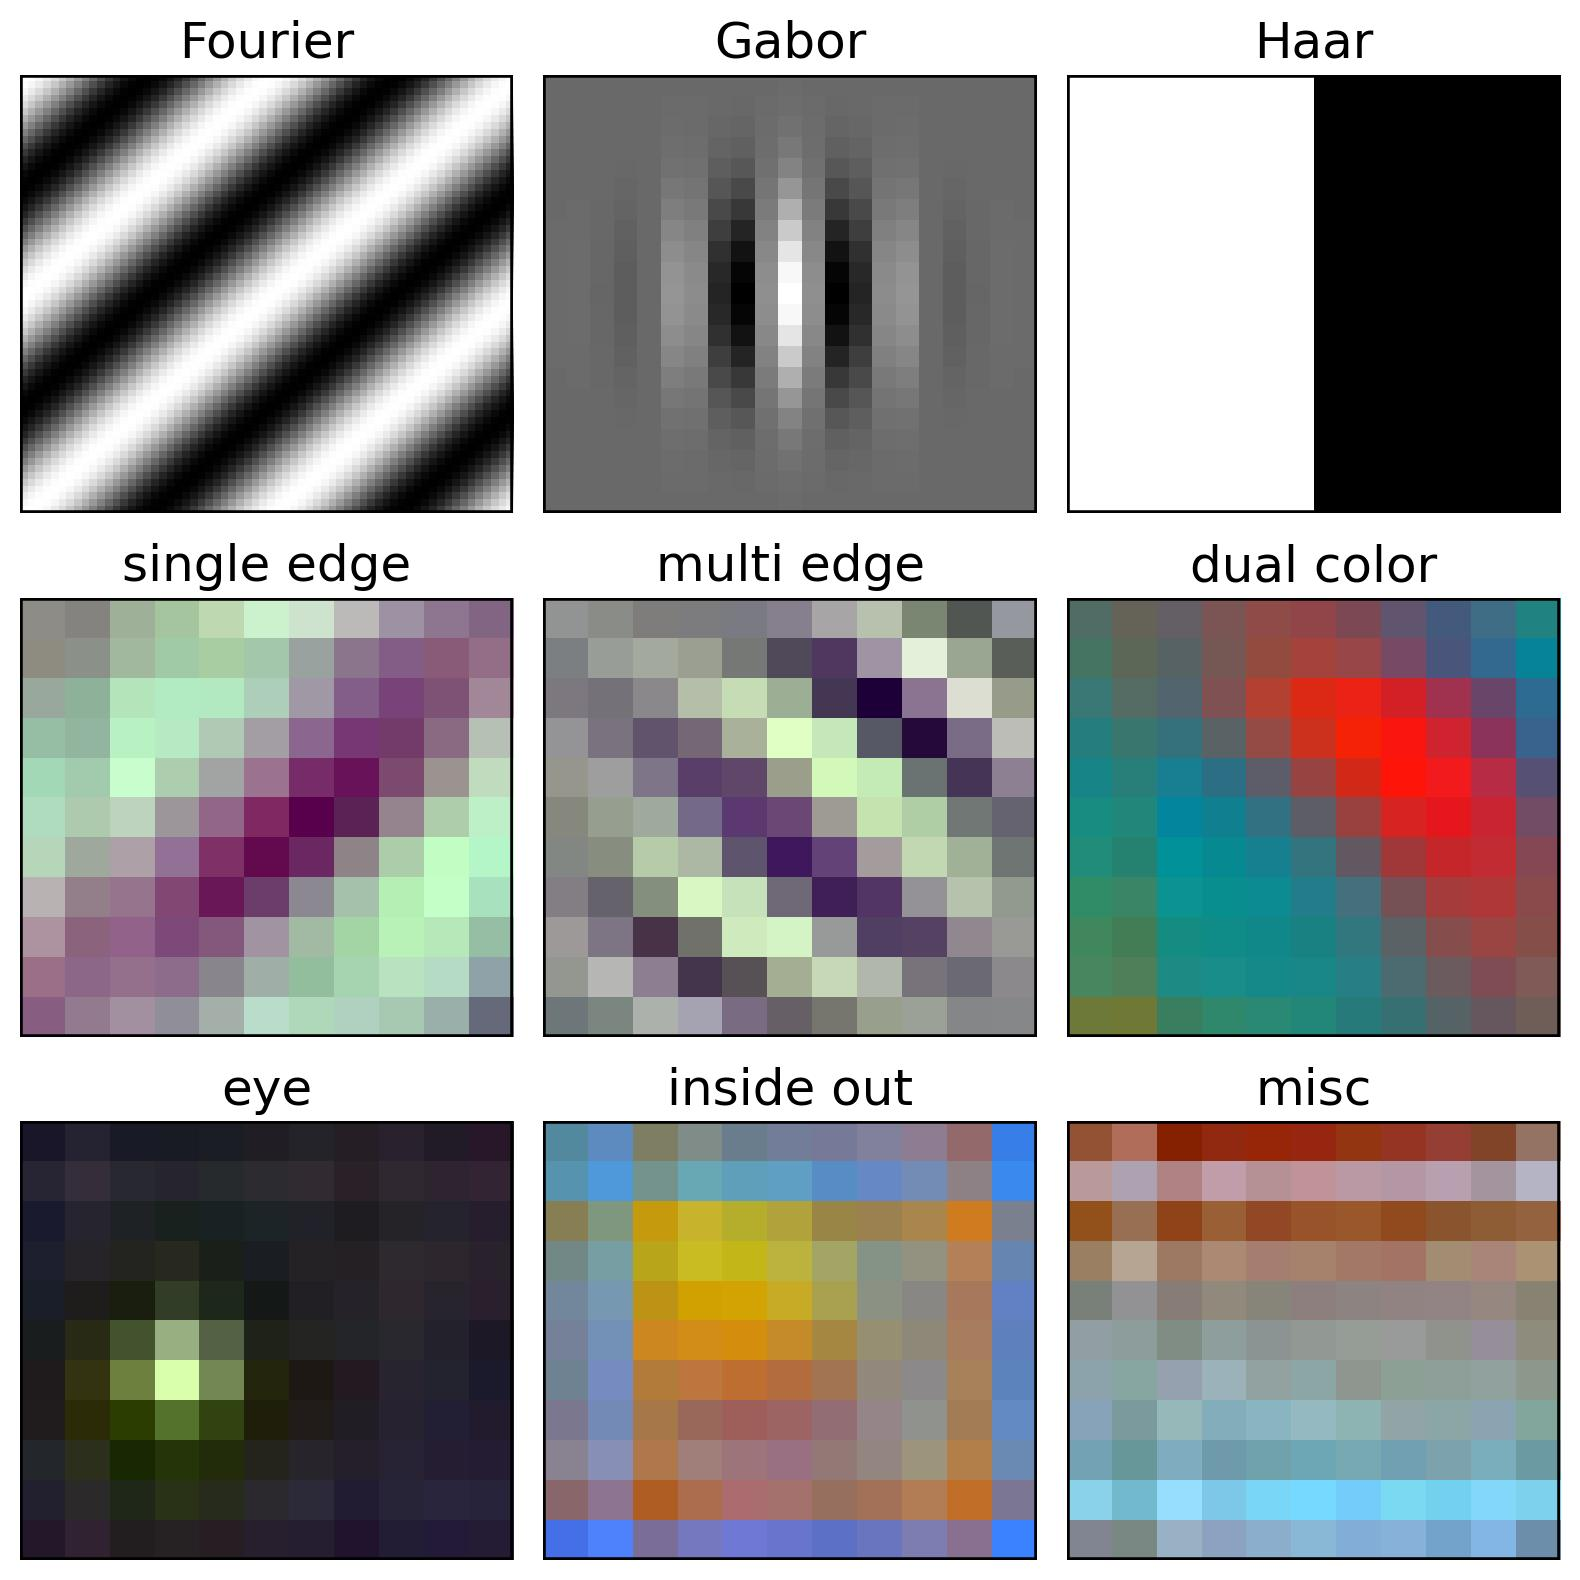 Fourier
Gabor
Haar
single edge
multi edge
dual color
eye
inside out
misc